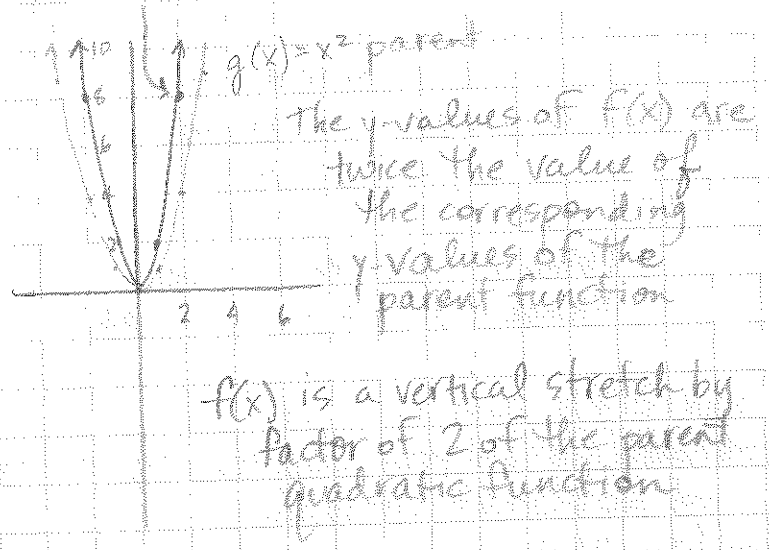 10
g(x) = x² parent
8
The y-values of f(x) are
6
twice the value of
4
the corresponding
2
y-values of the
parent function
2 4 6
f(x) is a vertical stretch by
factor of 2 of the parent
quadratic function